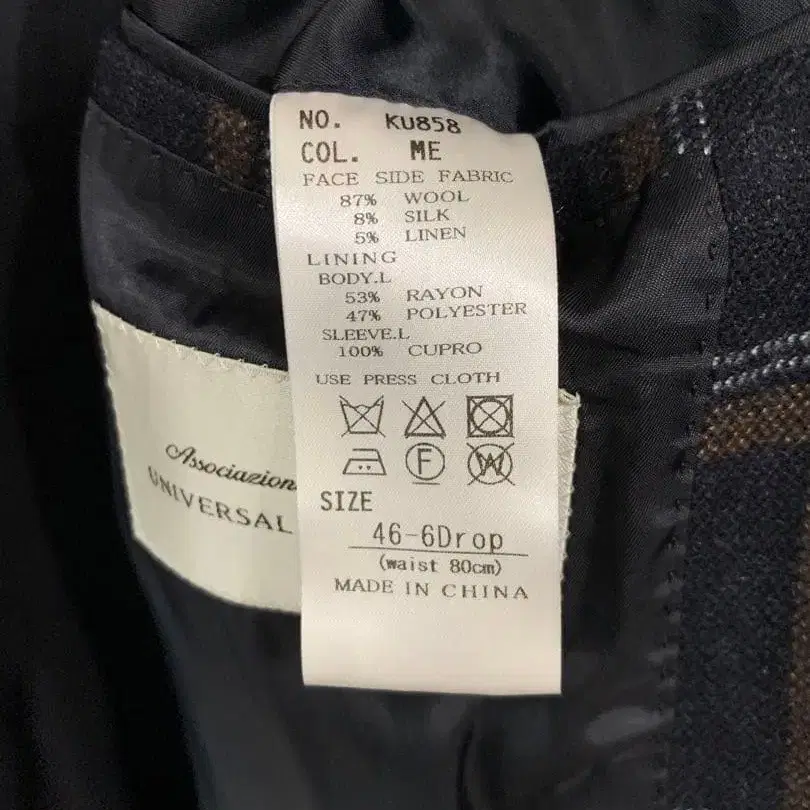 NO. KU858
COL. ME
FACE SIDE FABRIC
87% WOOL
8% SILK
5% LINEN
LINING
BODY.L
53% RAYON
47% POLYESTER
SLEEVE.L
100% CUPRO
USE PRESS CLOTH
F
W
SIZE
46-6Drop
(waist 80cm)
MADE IN CHINA
Associazion
UNIVERSAL